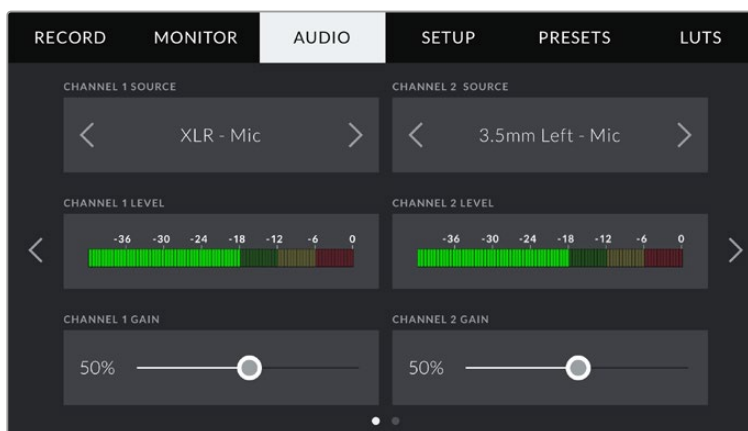 RECORD MONITOR AUDIO SETUP PRESETS LUTS
CHANNEL 1 SOURCE CHANNEL 2 SOURCE
XLR - Mic 3.5mm Left - Mic
CHANNEL 1 LEVEL CHANNEL 2 LEVEL
-36 -30 -24 -18 -12 -6 0 -36 -30 -24 -18 -12 -6 0
CHANNEL 1 GAIN CHANNEL 2 GAIN
50% 50%